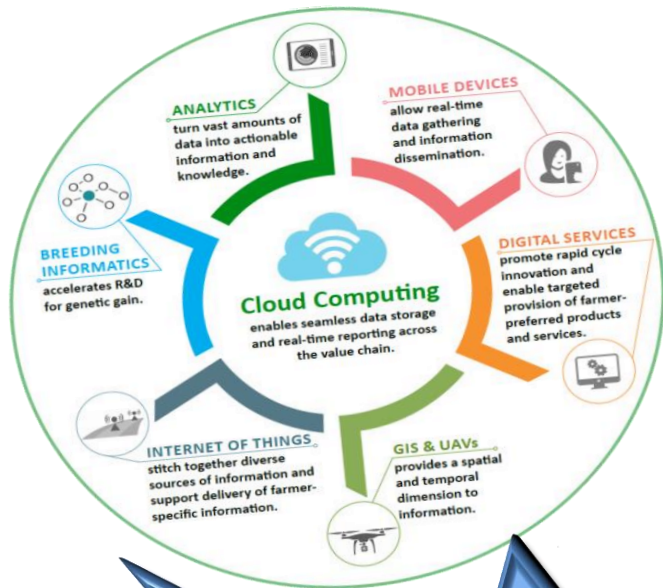 ANALYTICS
turn vast amounts of
data into actionable
information and
knowledge.
MOBILE DEVICES
allow real-time
data gathering
and information
dissemination.
BREEDING
INFORMATICS
accelerates R&D
for genetic gain.
Cloud Computing
enables seamless data storage
and real-time reporting across
the value chain.
DIGITAL SERVICES
promote rapid cycle
innovation and
enable targeted
provision of farmer-
preferred products
and services.
INTERNET OF THINGS
stitch together diverse
sources of information and
support delivery of farmer-
specific information.
GIS & UAVs
provides a spatial
and temporal
dimension to
information.